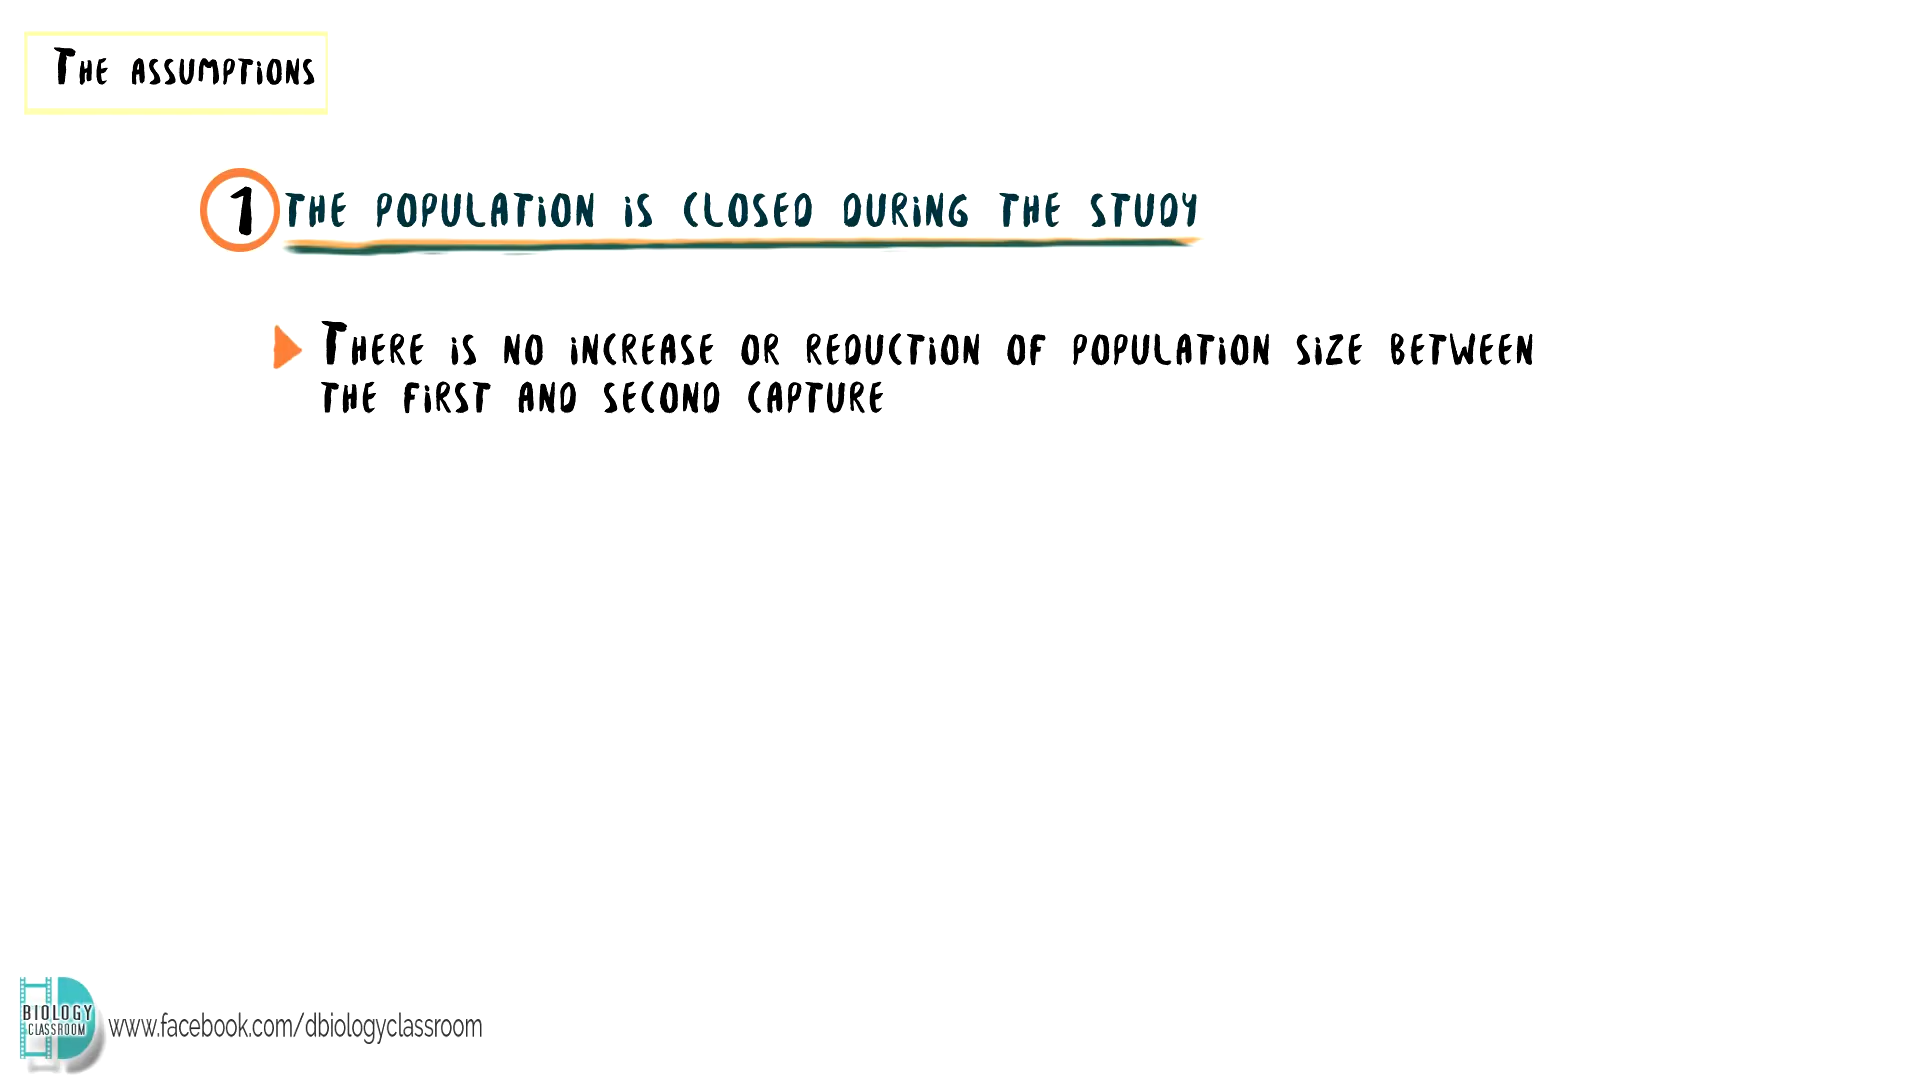 The assumptions
1 the population is closed during the study
There is no increase or reduction of population size between
the first and second capture
BIOLOGY
CLASSROOM
www.facebook.com/dbiologyclassroom